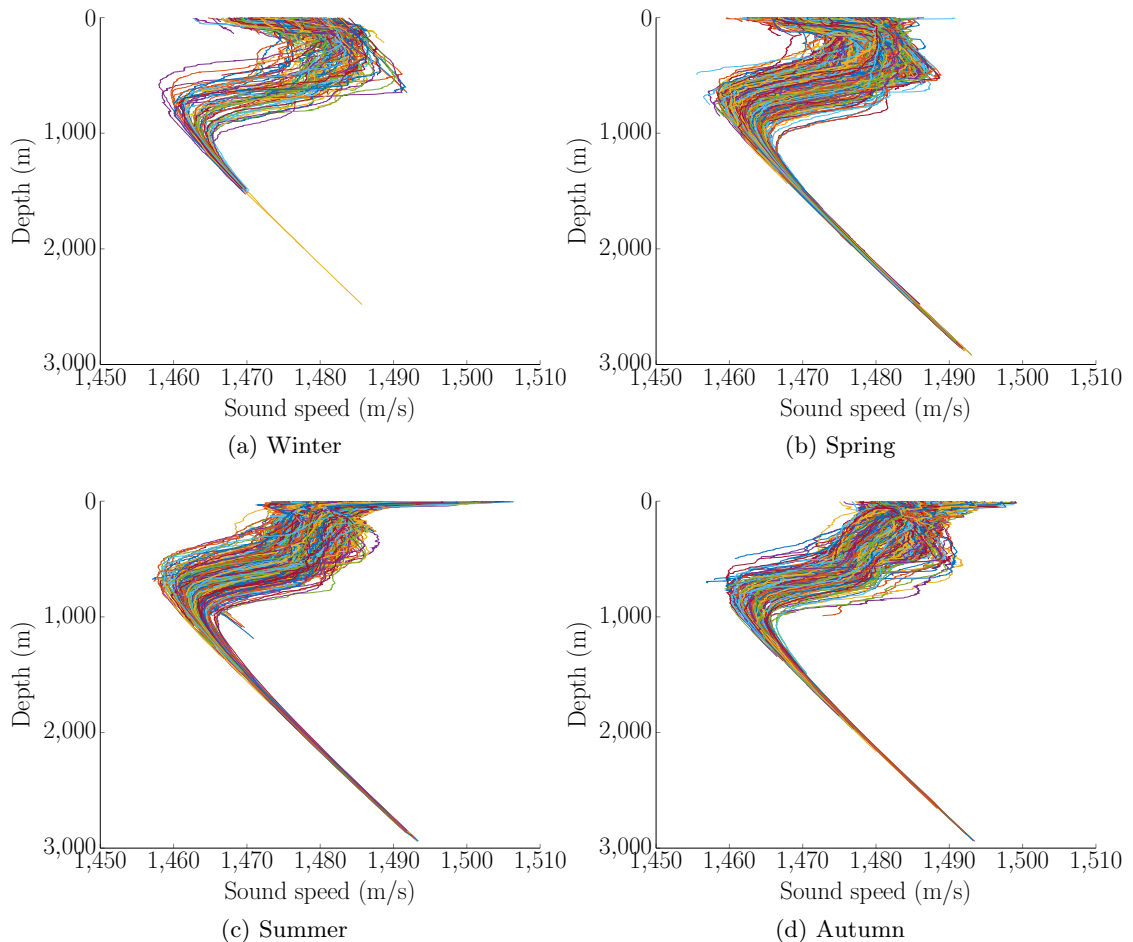 0
1,000
2,000
3,000
Depth (m)
1,450 1,460 1,470 1,480 1,490 1,500 1,510
Sound speed (m/s)
(a) Winter
0
1,000
2,000
3,000
Depth (m)
1,450 1,460 1,470 1,480 1,490 1,500 1,510
Sound speed (m/s)
(b) Spring
0
1,000
2,000
3,000
Depth (m)
1,450 1,460 1,470 1,480 1,490 1,500 1,510
Sound speed (m/s)
(c) Summer
0
1,000
2,000
3,000
Depth (m)
1,450 1,460 1,470 1,480 1,490 1,500 1,510
Sound speed (m/s)
(d) Autumn